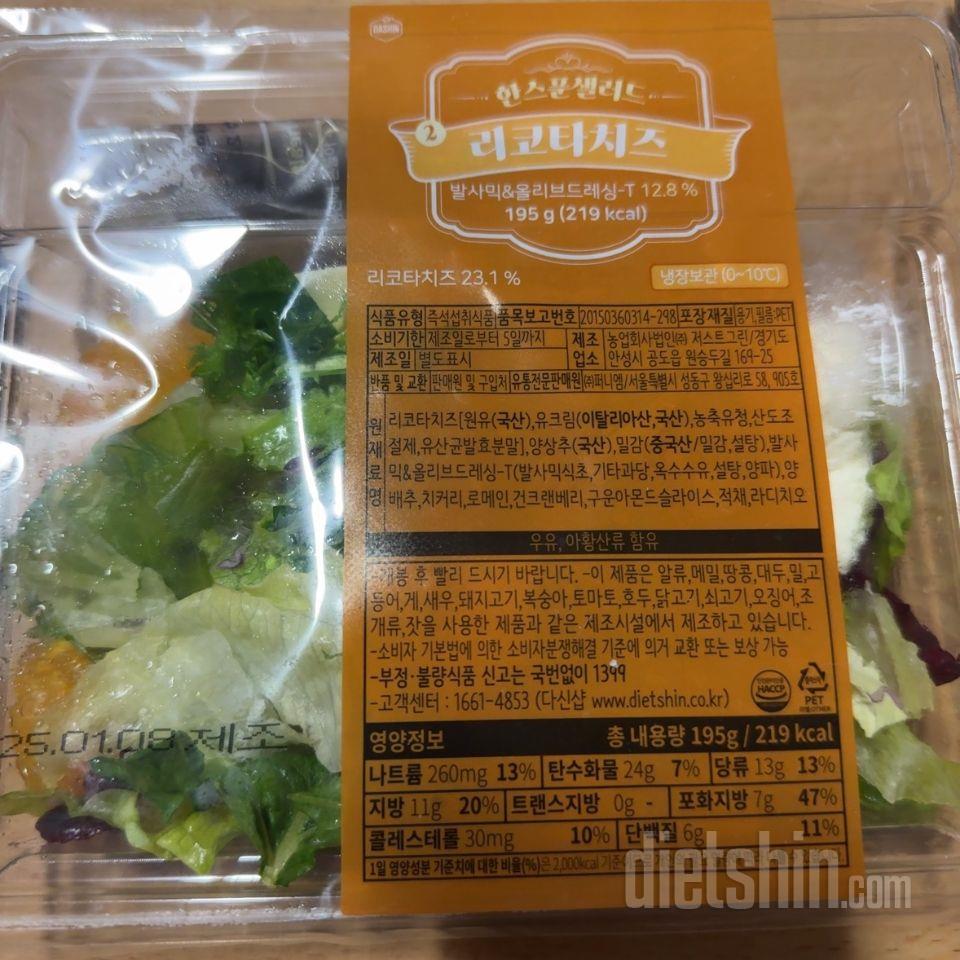 DASHIN
한스푼샐러드
2 리코타치즈
발사믹&올리브드레싱-T 12.8 %
195 g (219 kcal)
리코타치즈 23.1 %
냉장보관 (0~10℃)
식품유형 즉석섭취식품 품목보고번호 20150360314-298 포장재질 용기,필름:PET
소비기한 제조일로부터 5일까지 제조 농업회사법인㈜ 저스트그린/경기도
제조일 별도표시 업소 안성시 공도읍 원승두길 169-25
반품 및 교환 판매원 및 구입처 유통전문판매원 ㈜퍼니엠/서울특별시 성동구 왕십리로 58, 905호
원 리코타치즈[원유(국산),유크림(이탈리아산,국산),농축유청,산도조
재 절제,유산균발효분말],양상추(국산),밀감(중국산/밀감,설탕),발사
료 믹&올리브드레싱-T(발사믹식초,기타과당,옥수수유,설탕,양파),양
명 배추,치커리,로메인,건크랜베리,구운아몬드슬라이스,적채,라디치오
우유, 아황산류 함유
-개봉 후 빨리 드시기 바랍니다. -이 제품은 알류,메밀,땅콩,대두,밀,고
등어,게,새우,돼지고기,복숭아,토마토,호두,닭고기,쇠고기,오징어,조
개류,잣을 사용한 제품과 같은 제조시설에서 제조하고 있습니다.
-소비자 기본법에 의한 소비자분쟁해결 기준에 의거 교환 또는 보상 가능
-부정·불량식품 신고는 국번없이 1399
-고객센터 : 1661-4853 (다신샵 www.dietshin.co.kr)
HACCP
PET
25.01.08 제조
영양정보 총 내용량 195g / 219 kcal
나트륨 260mg 13% 탄수화물 24g 7% 당류 13g 13%
지방 11g 20% 트랜스지방 0g - 포화지방 7g 47%
콜레스테롤 30mg 10% 단백질 6g 11%
1일 영양성분 기준치에 대한 비율(%)은 2,000kcal 기준
dietshin.com